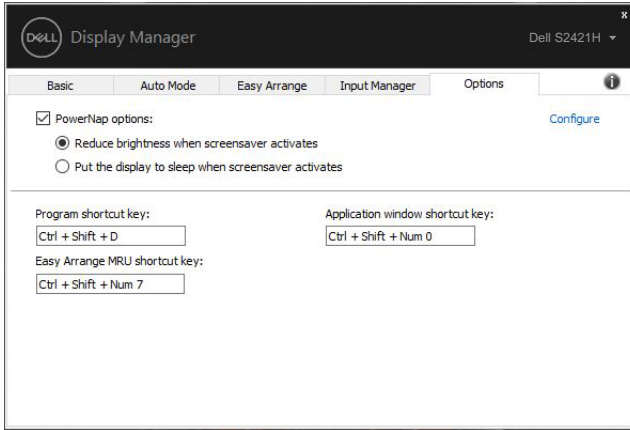 x
DELL Display Manager
Dell S2421H
Basic Auto Mode Easy Arrange Input Manager Options
PowerNap options:
Configure
Reduce brightness when screensaver activates
Put the display to sleep when screensaver activates
Program shortcut key:
Application window shortcut key:
Ctrl + Shift + D
Ctrl + Shift + Num 0
Easy Arrange MRU shortcut key:
Ctrl + Shift + Num 7